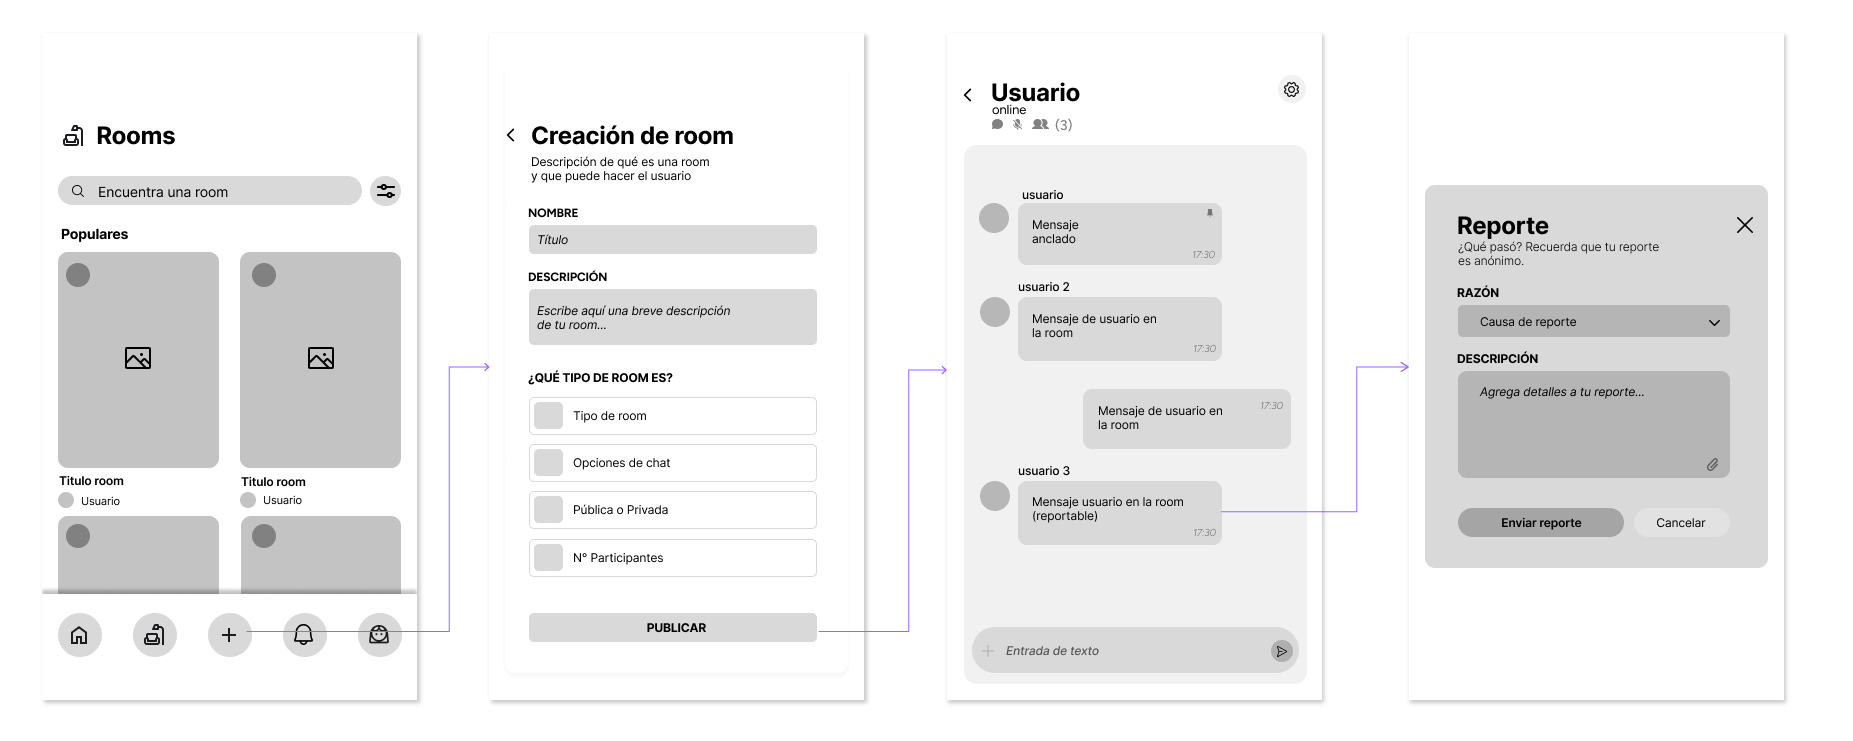 Rooms
Encuentra una room
Populares
Titulo room
Usuario
Titulo room
Usuario
Creación de room
Descripción de qué es una room
y que puede hacer el usuario
NOMBRE
Título
DESCRIPCIÓN
Escribe aquí una breve descripción
de tu room...
¿QUÉ TIPO DE ROOM ES?
Tipo de room
Opciones de chat
Pública o Privada
Nº Participantes
PUBLICAR
Usuario
online
(3)
usuario
Mensaje
anclado
17:30
usuario 2
Mensaje de usuario en
la room
17:30
Mensaje de usuario en
la room
17:30
usuario 3
Mensaje usuario en la room
(reportable)
17:30
Entrada de texto
Reporte
¿Qué pasó? Recuerda que tu reporte
es anónimo.
RAZÓN
Causa de reporte
DESCRIPCIÓN
Agrega detalles a tu reporte...
Enviar reporte
Cancelar